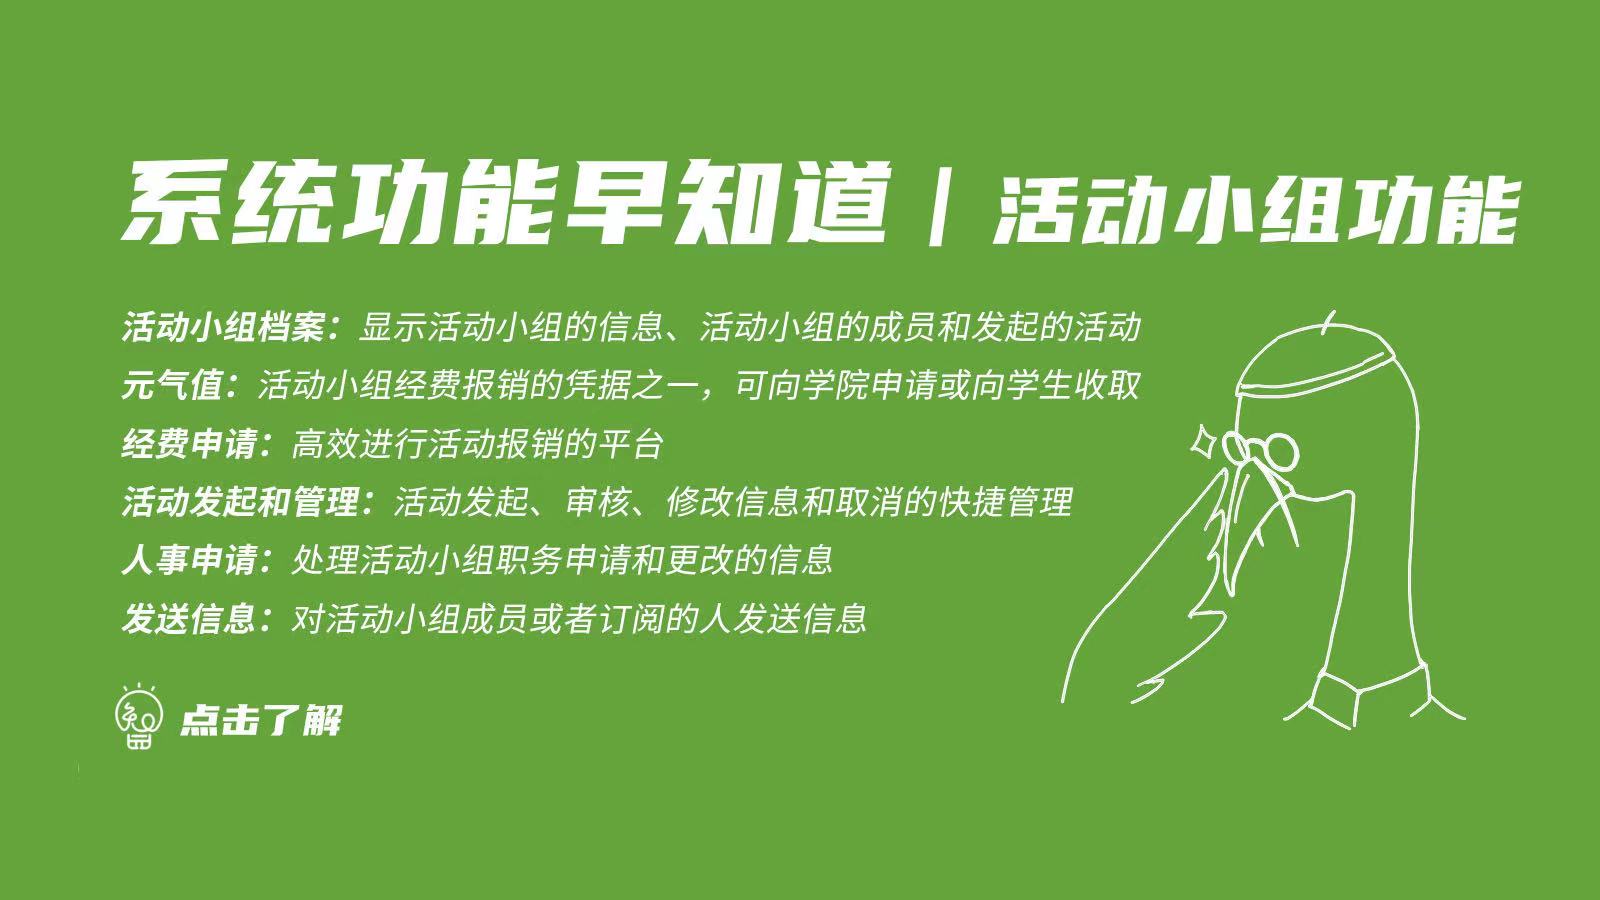 系统功能早知道 | 活动小组功能
活动小组档案：显示活动小组的信息、活动小组的成员和发起的活动
元气值：活动小组经费报销的凭据之一，可向学院申请或向学生收取
经费申请：高效进行活动报销的平台
活动发起和管理：活动发起、审核、修改信息和取消的快捷管理
人事申请：处理活动小组职务申请和更改的信息
发送信息：对活动小组成员或者订阅的人发送信息
知 点击了解